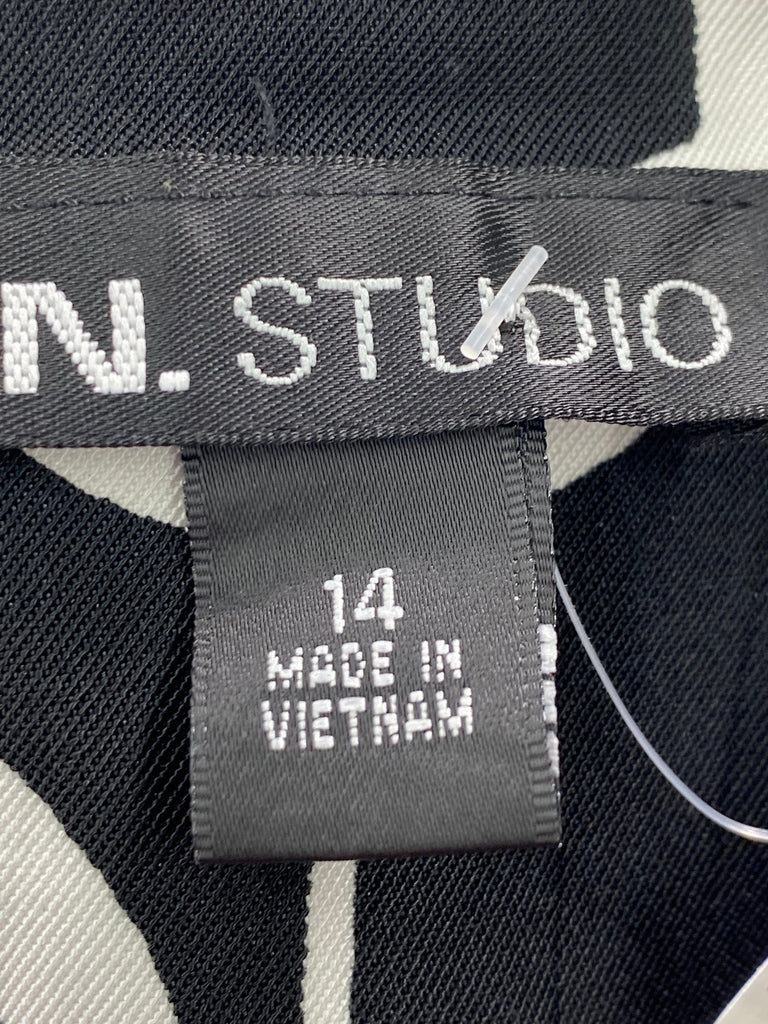 N. STUDIO
14
MADE IN
VIETNAM